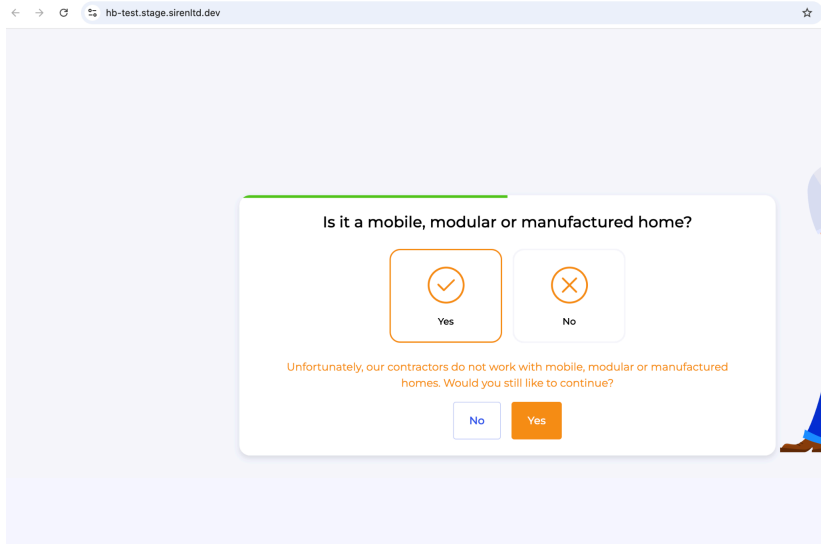 hb-test.stage.sirenltd.dev
Is it a mobile, modular or manufactured home?
Yes
No
Unfortunately, our contractors do not work with mobile, modular or manufactured
homes. Would you still like to continue?
No
Yes